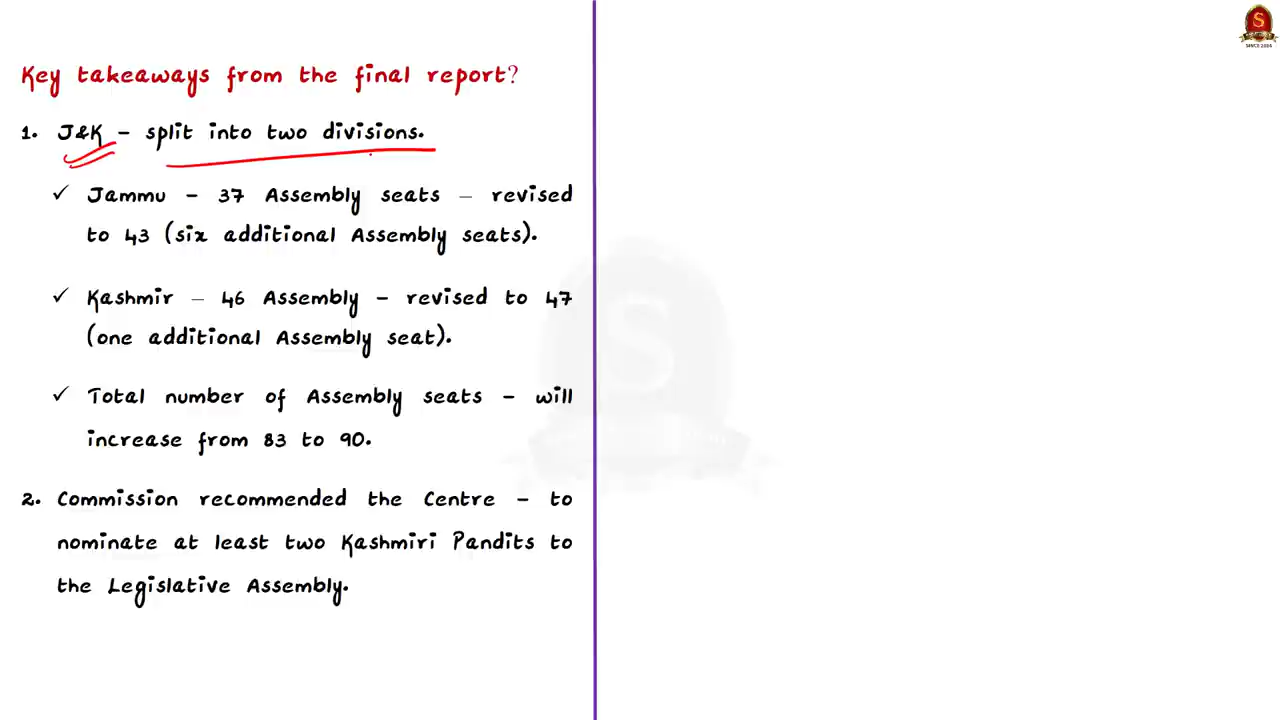 Key takeaways from the final report?
1. J&K - split into two divisions.
✓ Jammu - 37 Assembly seats – revised
to 43 (six additional Assembly seats).
✓ Kashmir – 46 Assembly - revised to 47
(one additional Assembly seat).
✓ Total number of Assembly seats - will
increase from 83 to 90.
2. Commission recommended the Centre - to
nominate at least two Kashmiri Pandits to
the Legislative Assembly.
S
SINCE 2004